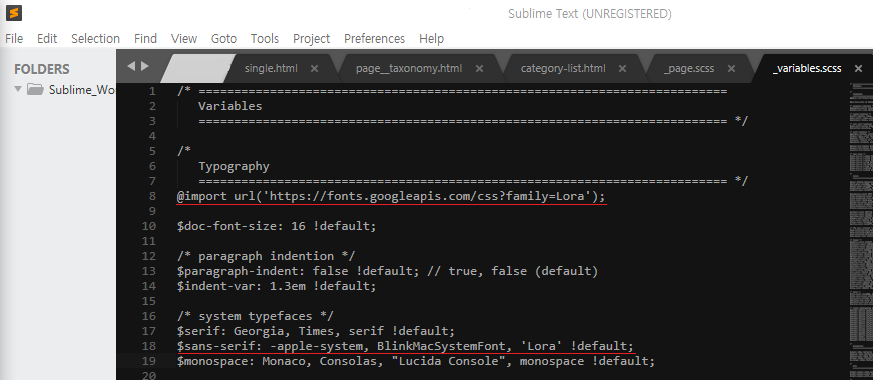 Sublime Text (UNREGISTERED)
File Edit Selection Find View Goto Tools Project Preferences Help
FOLDERS
Sublime_Wo
single.html × page__taxonomy.html × category-list.html × _page.scss × _variables.scss ×
1 /* ==========================================================================
2 Variables
3 ========================================================================== */
4
5 /*
6 Typography
7 ========================================================================== */
8 @import url('https://fonts.googleapis.com/css?family=Lora');
9
10 $doc-font-size: 16 !default;
11
12 /* paragraph indention */
13 $paragraph-indent: false !default; // true, false (default)
14 $indent-var: 1.3em !default;
15
16 /* system typefaces */
17 $serif: Georgia, Times, serif !default;
18 $sans-serif: -apple-system, BlinkMacSystemFont, 'Lora' !default;
19 $monospace: Monaco, Consolas, "Lucida Console", monospace !default;
20